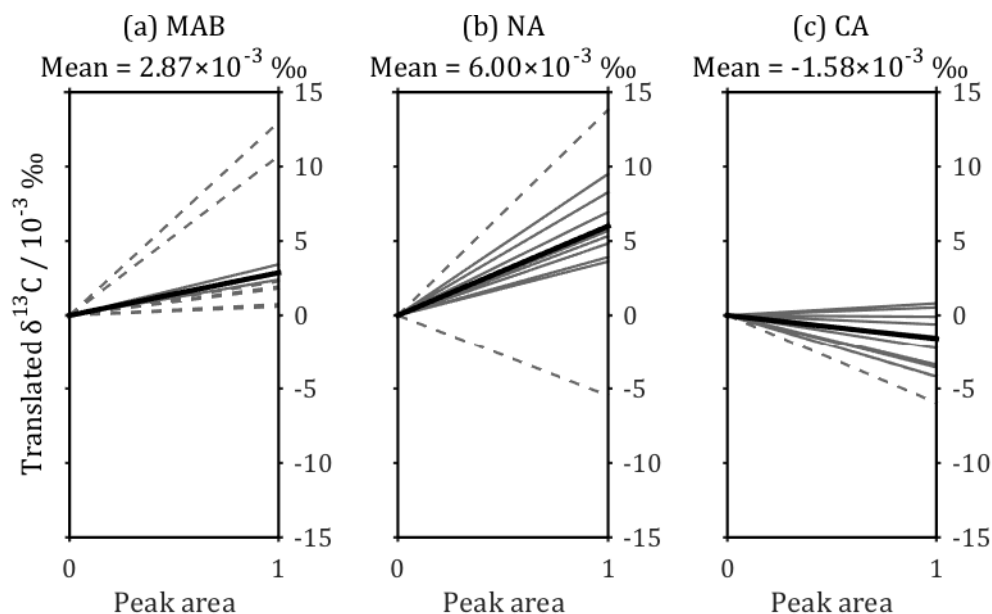 (a) MAB
Mean = 2.87×10⁻³ ‰
(b) NA
Mean = 6.00×10⁻³ ‰
(c) CA
Mean = -1.58×10⁻³ ‰
Translated δ¹³C / 10⁻³ ‰
15
10
5
0
-5
-10
-15
0
1
Peak area
15
10
5
0
-5
-10
-15
0
1
Peak area
15
10
5
0
-5
-10
-15
0
1
Peak area